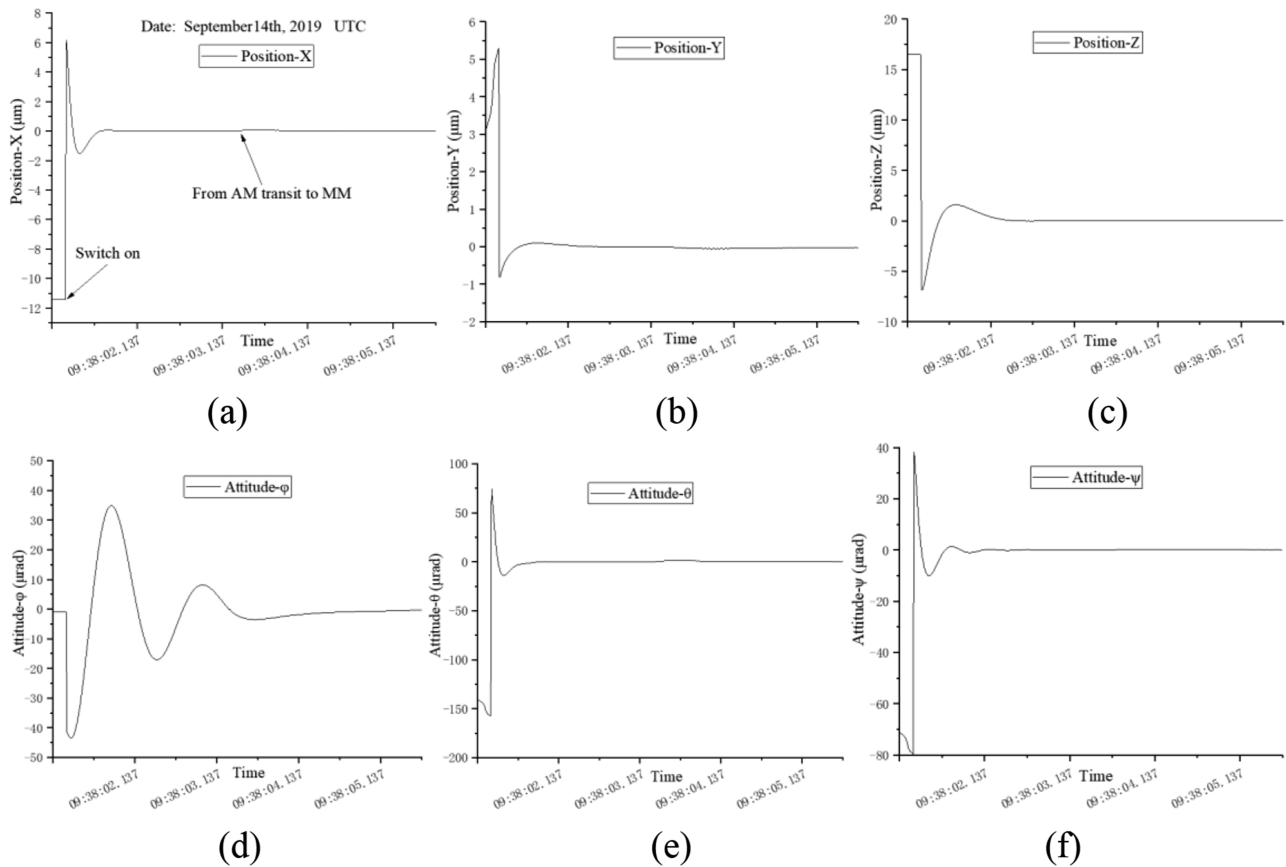 Date: September14th, 2019 UTC
Position-X
Position-X (μm)
8
6
4
2
0
−2
−4
−6
−8
−10
−12
From AM transit to MM
Switch on
Time
09:38:02.137
09:38:03.137
09:38:04.137
09:38:05.137
(a)
Position-Y
Position-Y (μm)
6
5
4
3
2
1
0
−1
−2
Time
09:38:02.137
09:38:03.137
09:38:04.137
09:38:05.137
(b)
Position-Z
Position-Z (μm)
20
15
10
5
0
−5
−10
Time
09:38:02.137
09:38:03.137
09:38:04.137
09:38:05.137
(c)
Attitude-φ
Attitude-φ (μrad)
50
40
30
20
10
0
−10
−20
−30
−40
−50
Time
09:38:02.137
09:38:03.137
09:38:04.137
09:38:05.137
(d)
Attitude-θ
Attitude-θ (μrad)
100
50
0
−50
−100
−150
−200
Time
09:38:02.137
09:38:03.137
09:38:04.137
09:38:05.137
(e)
Attitude-ψ
Attitude-ψ (μrad)
40
20
0
−20
−40
−60
−80
Time
09:38:02.137
09:38:03.137
09:38:04.137
09:38:05.137
(f)